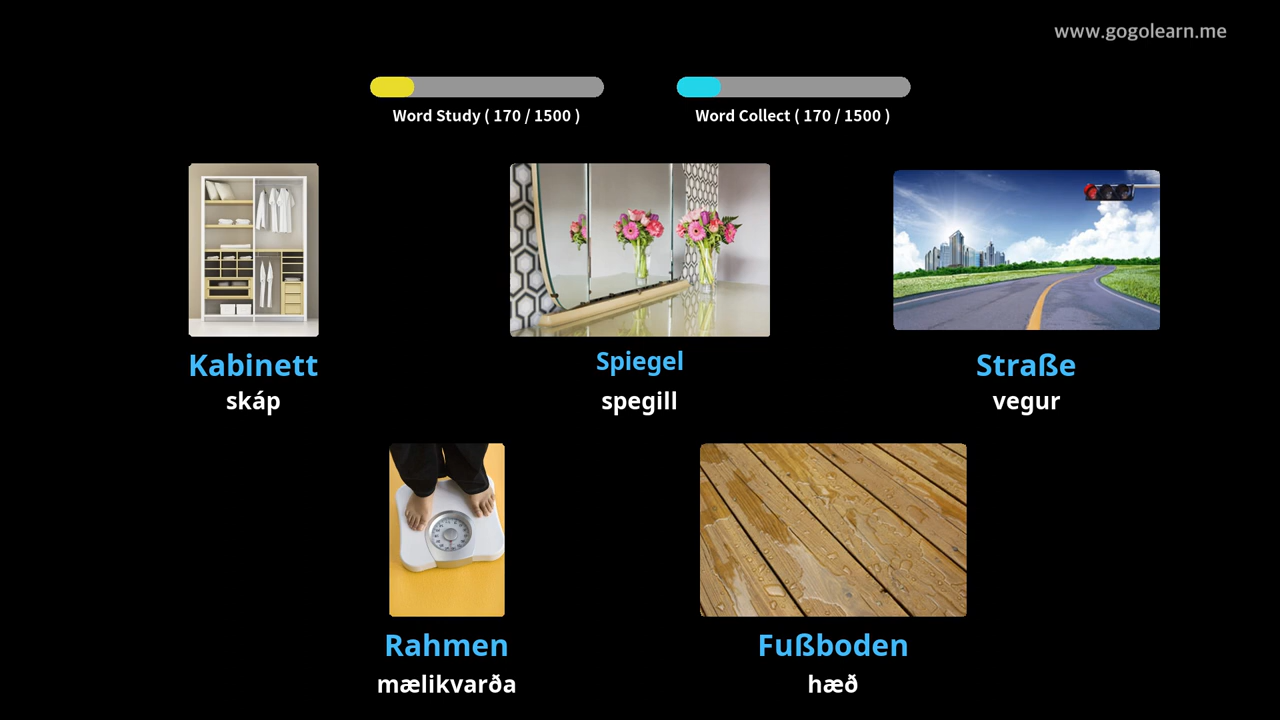 www.gogolearn.me
Word Study ( 170 / 1500 )
Word Collect ( 170 / 1500 )
Kabinett
skáp
Spiegel
spegill
Straße
vegur
Rahmen
mælikvarða
Fußboden
hæð